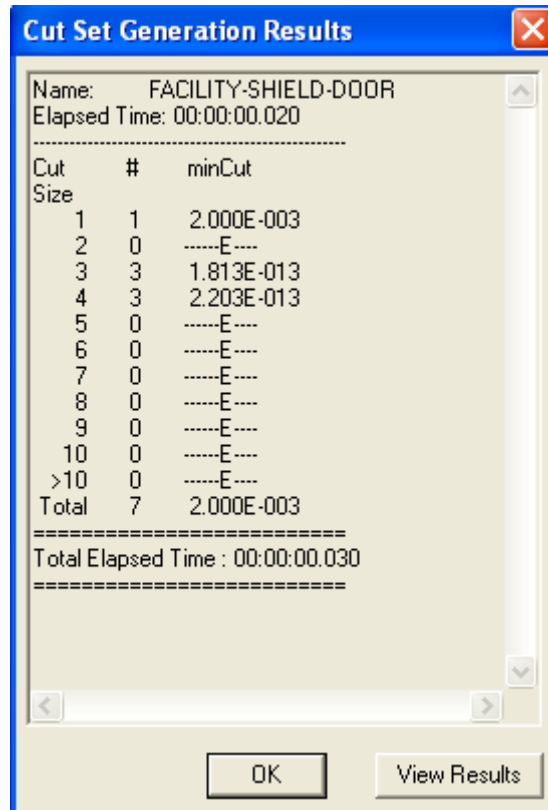 Cut Set Generation Results
Name: FACILITY-SHIELD-DOOR
Elapsed Time: 00:00:00.020
---------------------------------------------------
Cut # minCut
Size
1 1 2.000E-003
2 0 ------E----
3 3 1.813E-013
4 3 2.203E-013
5 0 ------E----
6 0 ------E----
7 0 ------E----
8 0 ------E----
9 0 ------E----
10 0 ------E----
>10 0 ------E----
Total 7 2.000E-003
==========================
Total Elapsed Time : 00:00:00.030
==========================
OK View Results